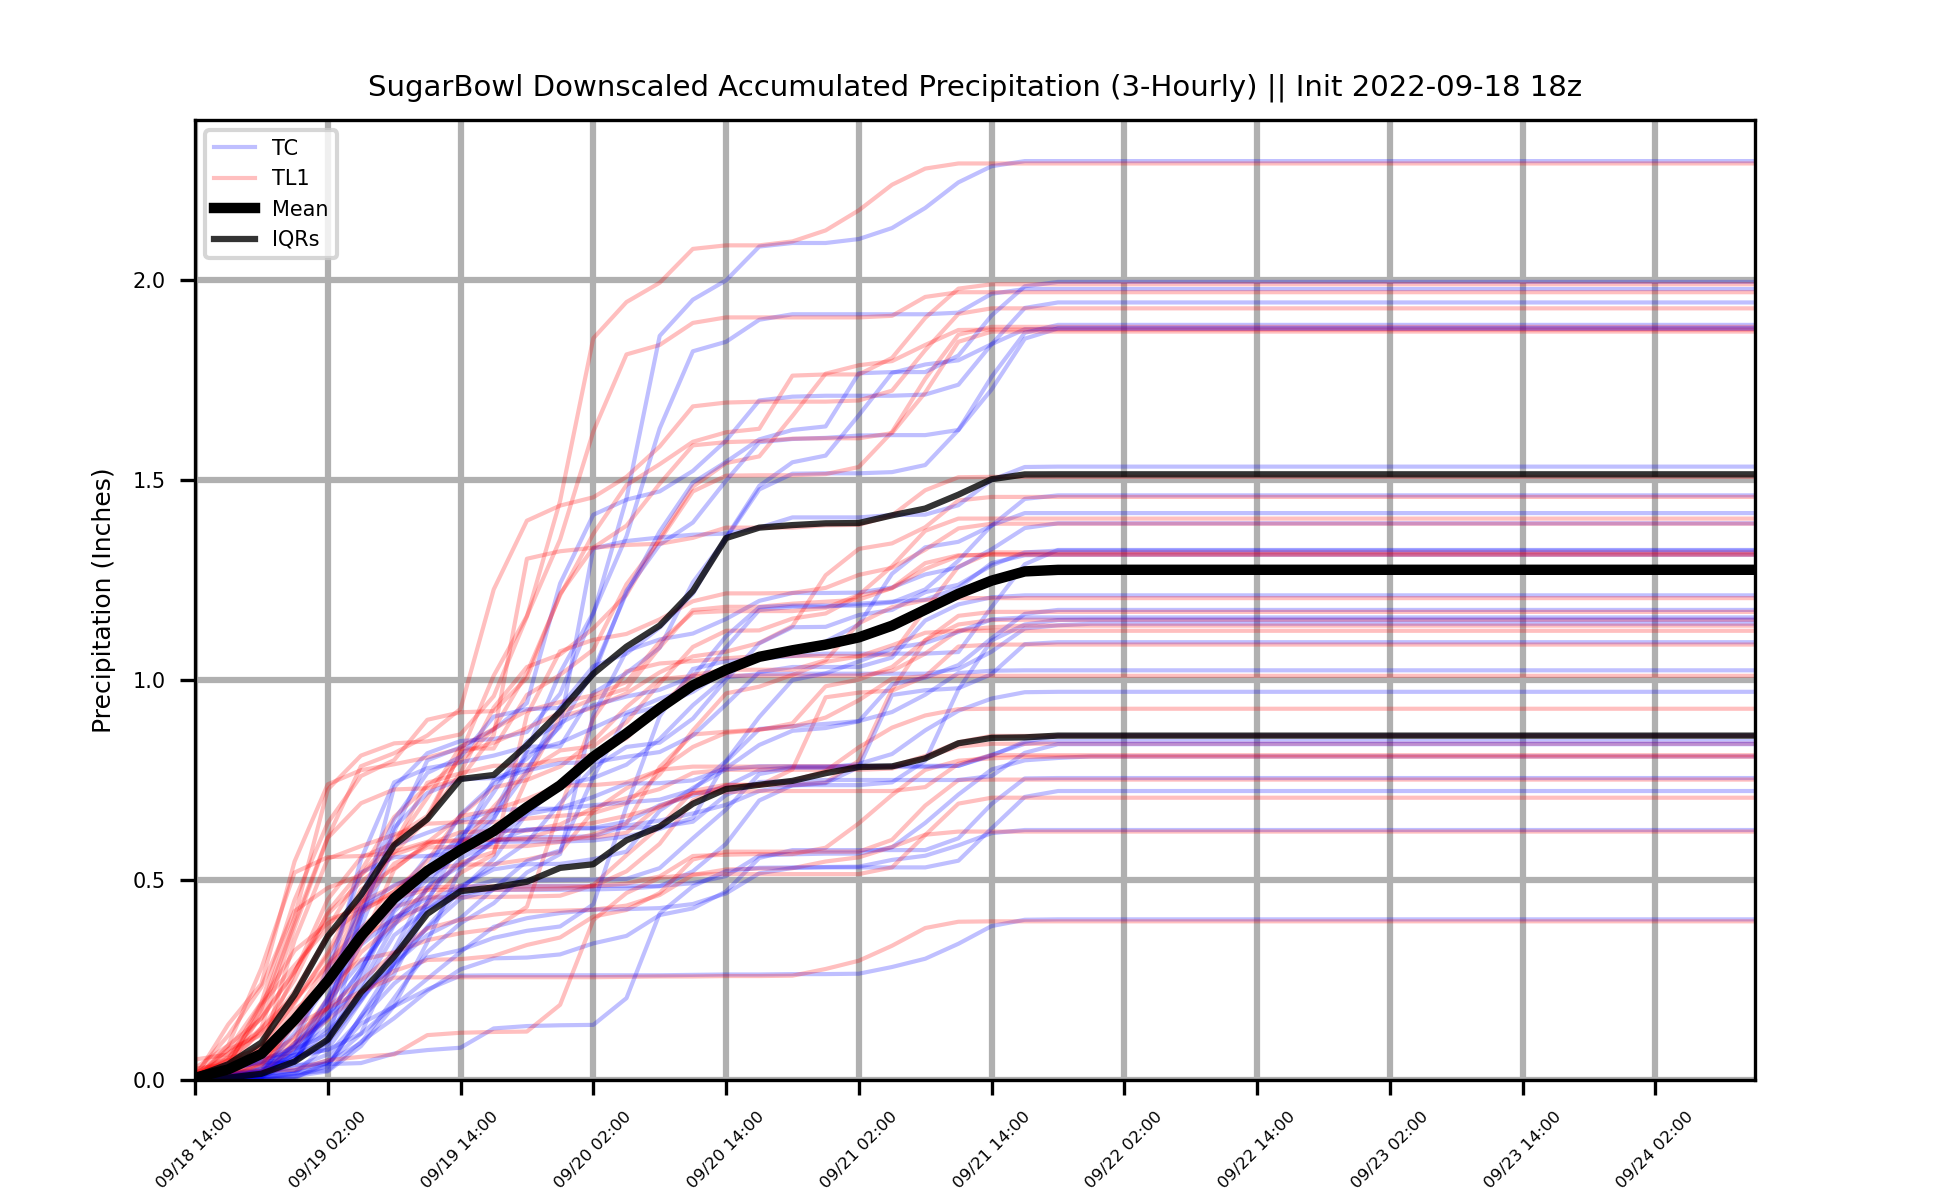 SugarBowl Downscaled Accumulated Precipitation (3-Hourly) || Init 2022-09-18 18z
TC
TL1
Mean
IQRs
Precipitation (Inches)
2.0
1.5
1.0
0.5
0.0
09/18 14:00
09/19 02:00
09/19 14:00
09/20 02:00
09/20 14:00
09/21 02:00
09/21 14:00
09/22 02:00
09/22 14:00
09/23 02:00
09/23 14:00
09/24 02:00